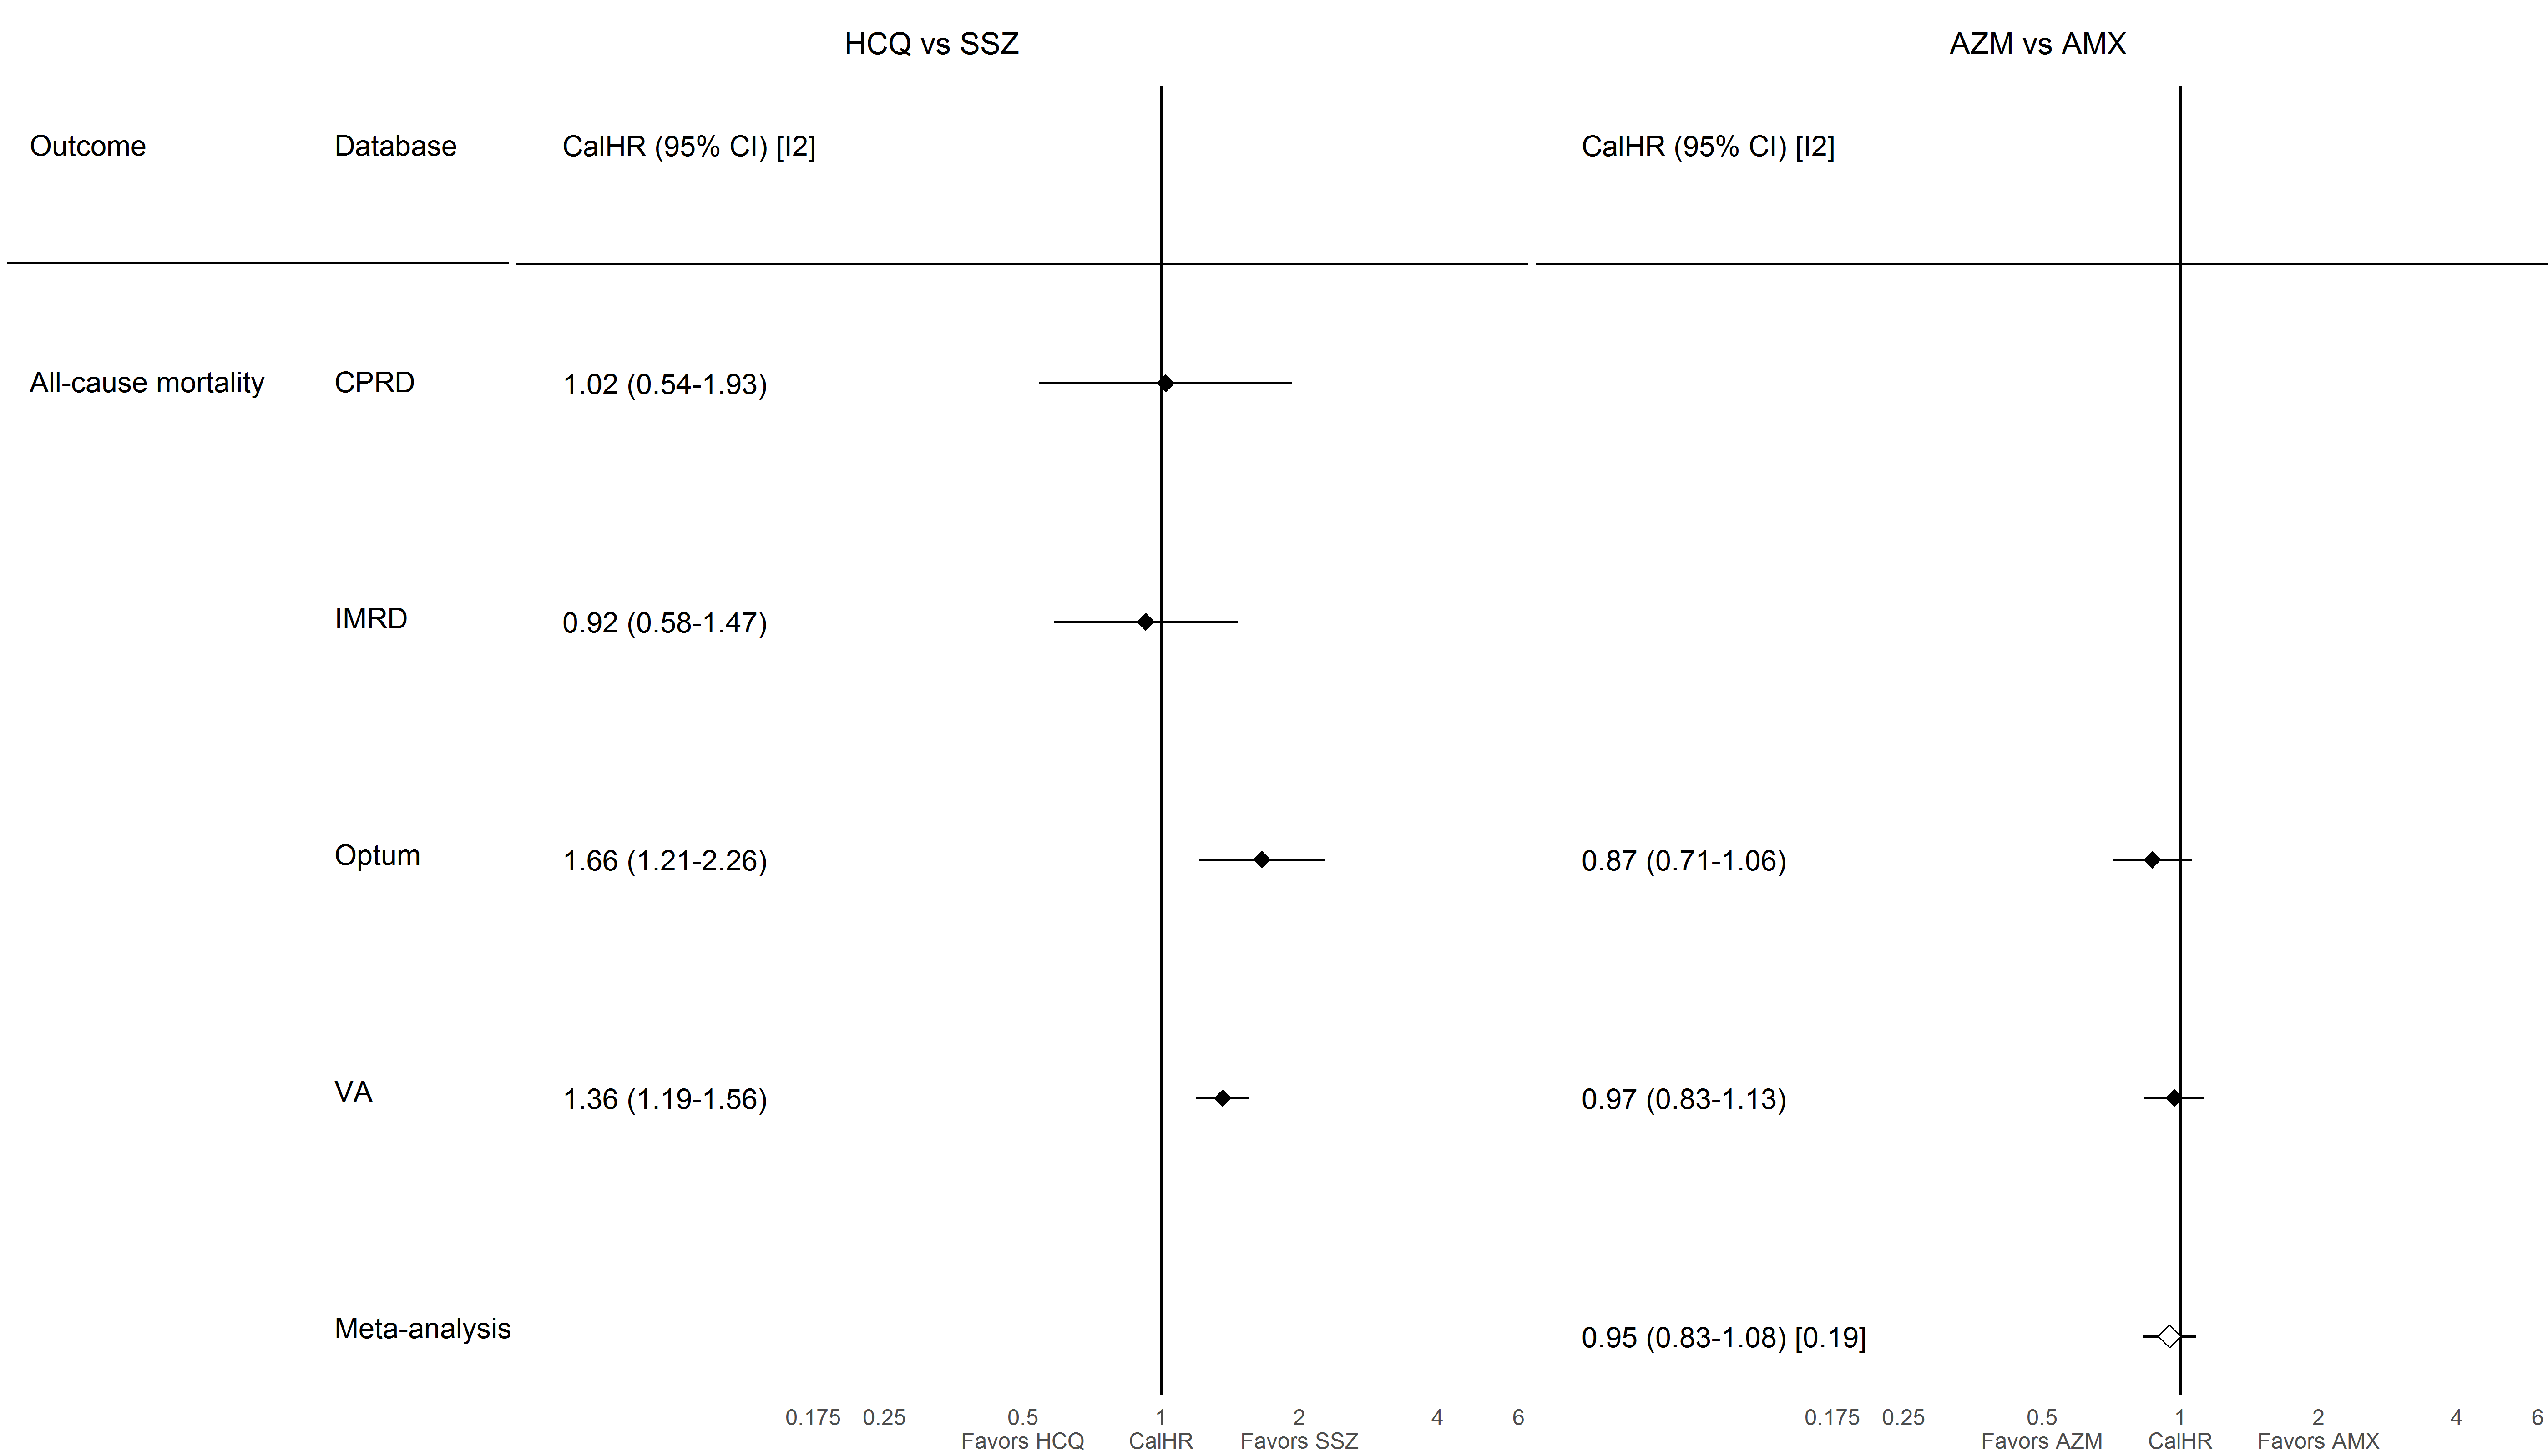 HCQ vs SSZ AZM vs AMX
Outcome Database CalHR (95% CI) [I2] CalHR (95% CI) [I2]
All-cause mortality CPRD 1.02 (0.54-1.93)
IMRD 0.92 (0.58-1.47)
Optum 1.66 (1.21-2.26) 0.87 (0.71-1.06)
VA 1.36 (1.19-1.56) 0.97 (0.83-1.13)
Meta-analysis 0.95 (0.83-1.08) [0.19]
0.175 0.25 0.5 1 2 4 6 0.175 0.25 0.5 1 2 4 6
Favors HCQ CalHR Favors SSZ Favors AZM CalHR Favors AMX